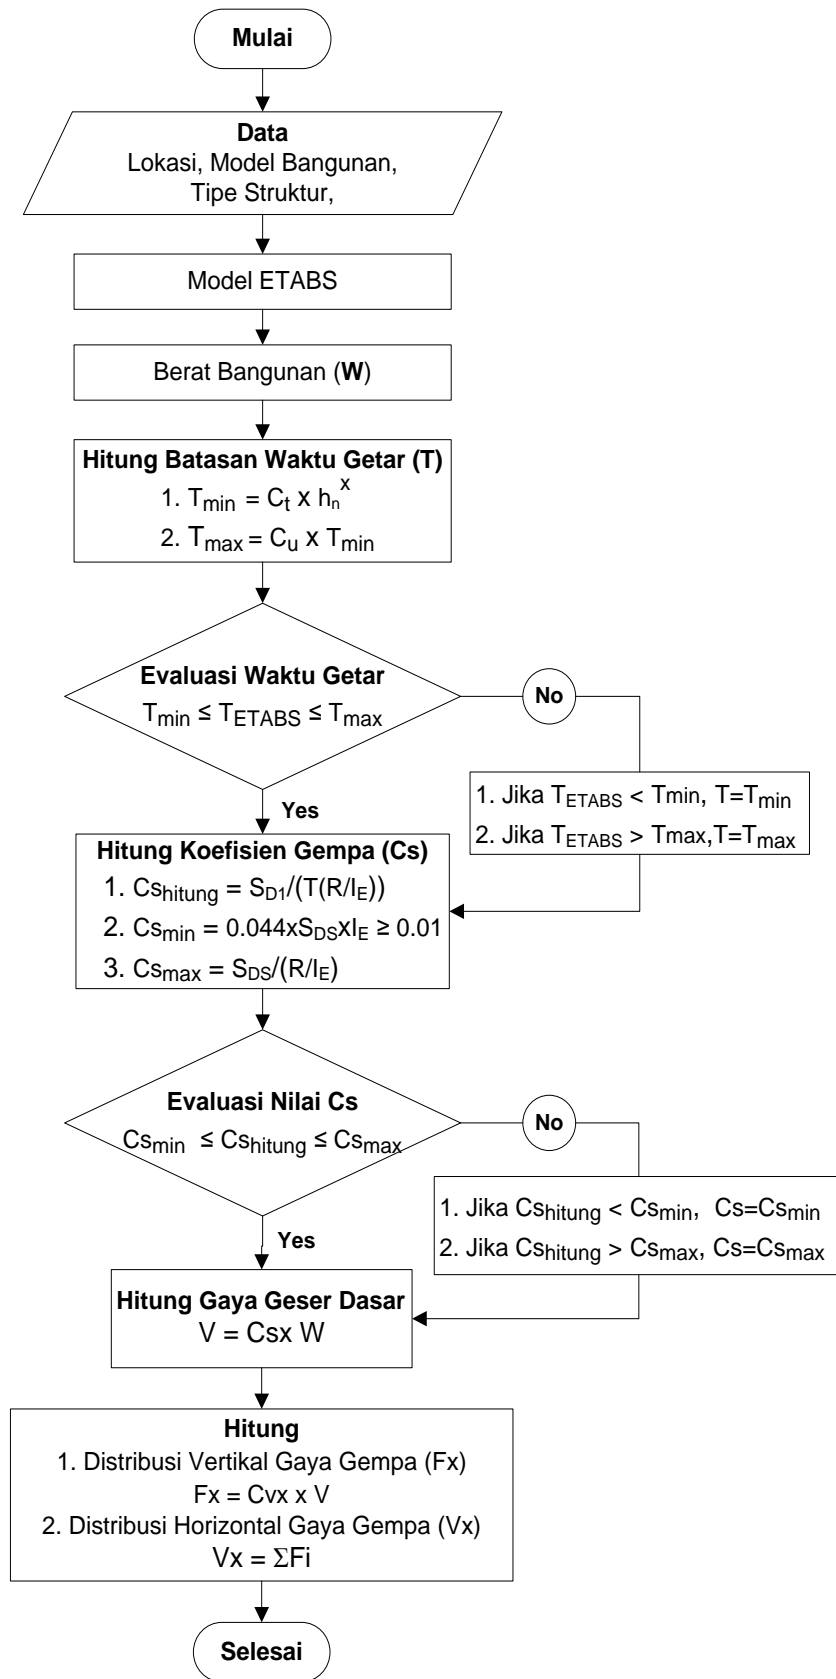 Mulai
Data
Lokasi, Model Bangunan,
Tipe Struktur,
Model ETABS
Berat Bangunan (W)
Hitung Batasan Waktu Getar (T)
1. Tmin = Ct x hn^x
2. Tmax = Cu x Tmin
Evaluasi Waktu Getar
Tmin ≤ TETABS ≤ Tmax
No
1. Jika TETABS < Tmin, T=Tmin
2. Jika TETABS > Tmax,T=Tmax
Yes
Hitung Koefisien Gempa (Cs)
1. Cshitung = SD1/(T(R/IE))
2. Csmin = 0.044xSDSxIE ≥ 0.01
3. Csmax = SDS/(R/IE)
Evaluasi Nilai Cs
Csmin ≤ Cshitung ≤ Csmax
No
1. Jika Cshitung < Csmin, Cs=Csmin
2. Jika Cshitung > Csmax, Cs=Csmax
Yes
Hitung Gaya Geser Dasar
V = Csx W
Hitung
1. Distribusi Vertikal Gaya Gempa (Fx)
Fx = Cvx x V
2. Distribusi Horizontal Gaya Gempa (Vx)
Vx = ΣFi
Selesai